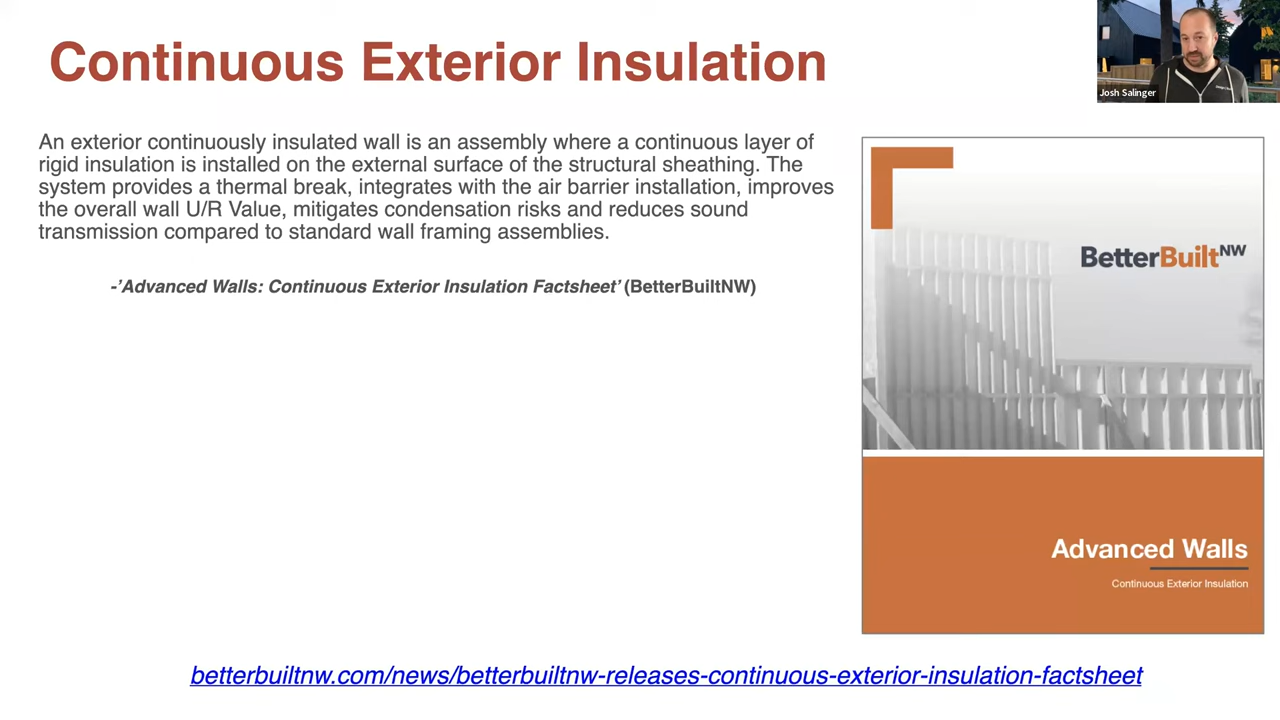 Continuous Exterior Insulation
Josh Salinger
An exterior continuously insulated wall is an assembly where a continuous layer of
rigid insulation is installed on the external surface of the structural sheathing. The
system provides a thermal break, integrates with the air barrier installation, improves
the overall wall U/R Value, mitigates condensation risks and reduces sound
transmission compared to standard wall framing assemblies.
-’Advanced Walls: Continuous Exterior Insulation Factsheet’ (BetterBuiltNW)
BetterBuiltNW
Advanced Walls
Continuous Exterior Insulation
betterbuiltnw.com/news/betterbuiltnw-releases-continuous-exterior-insulation-factsheet